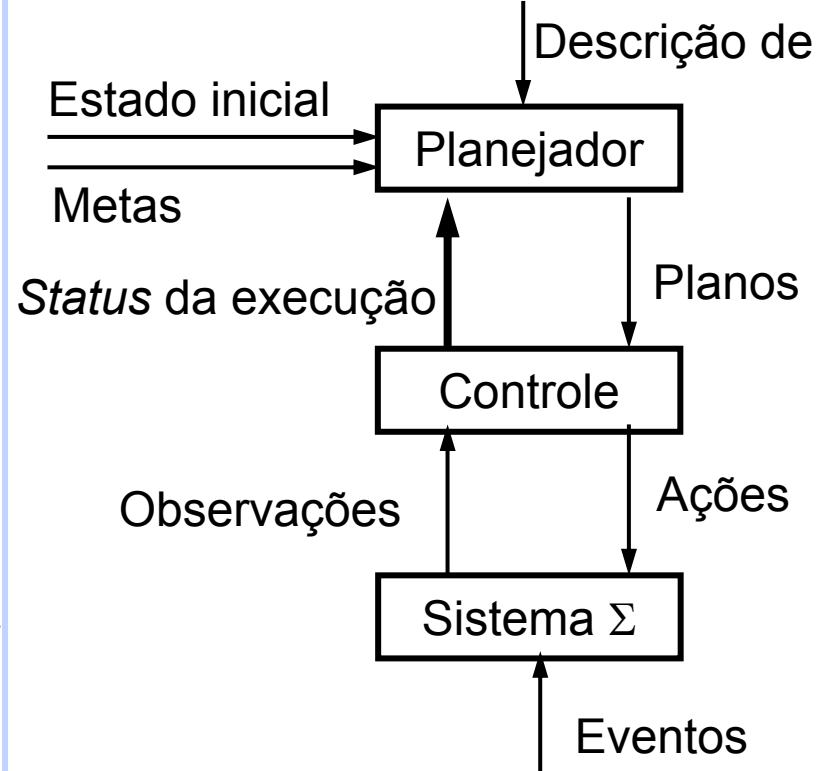 Descrição de
Estado inicial
Planejador
Metas
Status da execução
Planos
Controle
Observações
Ações
Sistema Σ
Eventos